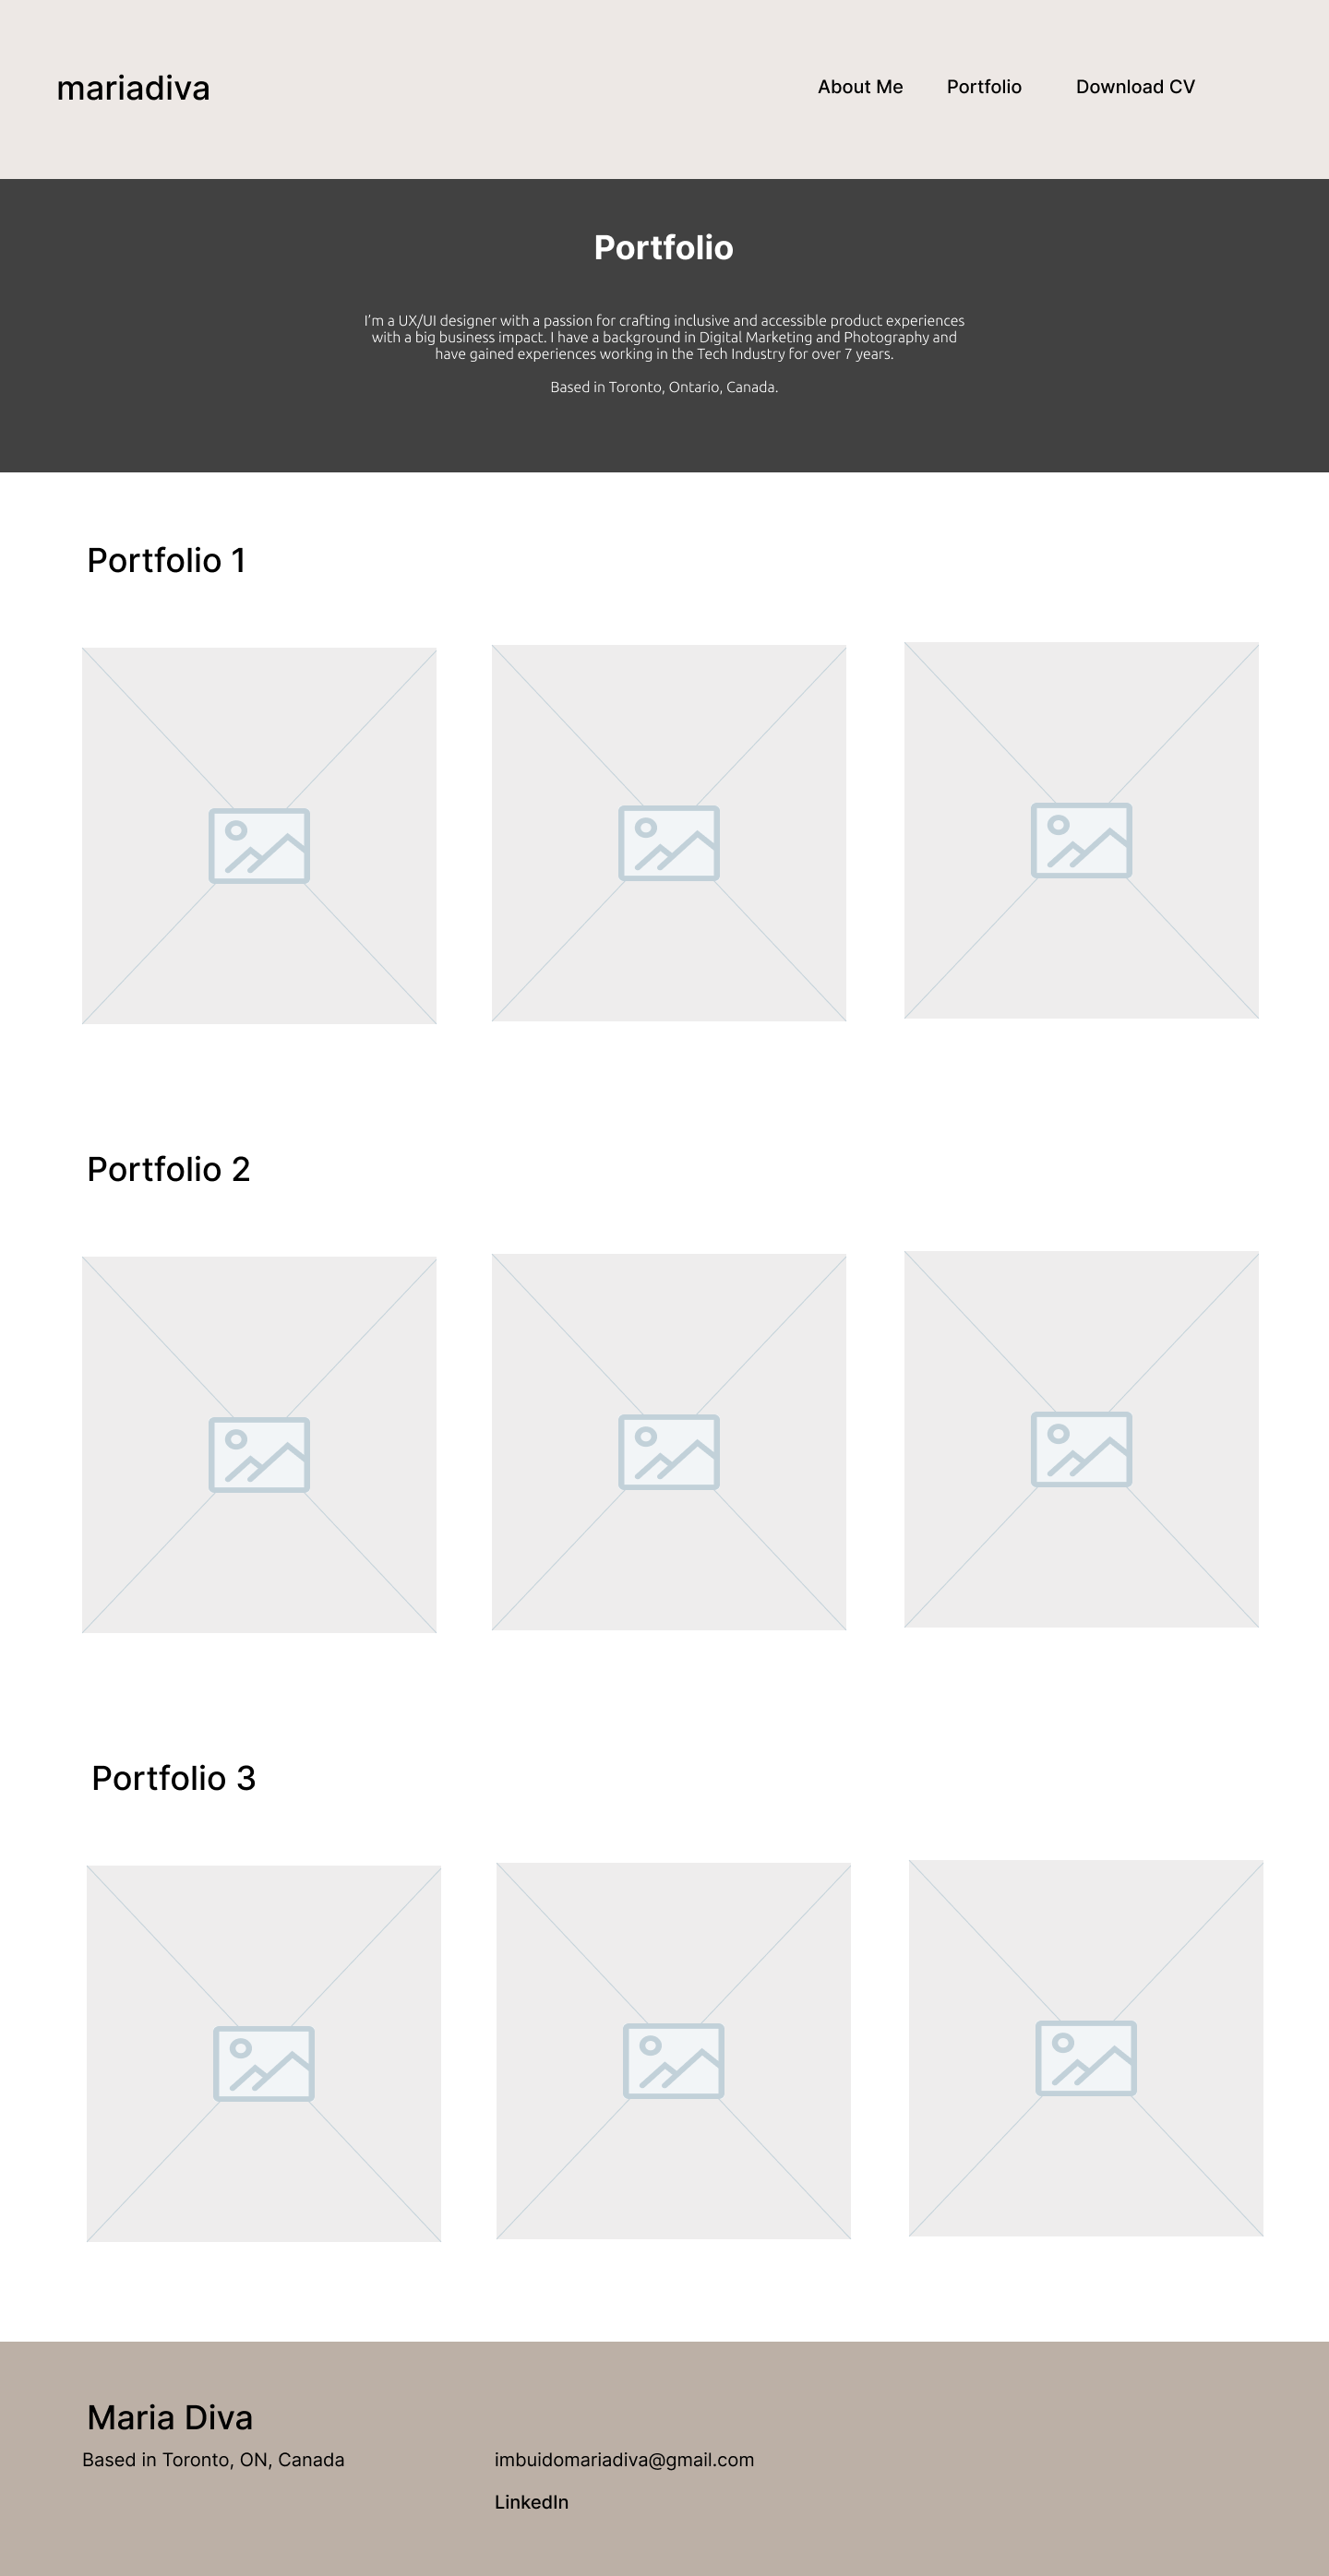 mariadiva
About Me
Portfolio
Download CV
Portfolio
I’m a UX/UI designer with a passion for crafting inclusive and accessible product experiences
with a big business impact. I have a background in Digital Marketing and Photography and
have gained experiences working in the Tech Industry for over 7 years.
Based in Toronto, Ontario, Canada.
Portfolio 1
Portfolio 2
Portfolio 3
Maria Diva
Based in Toronto, ON, Canada
imbuidomariadiva@gmail.com
LinkedIn